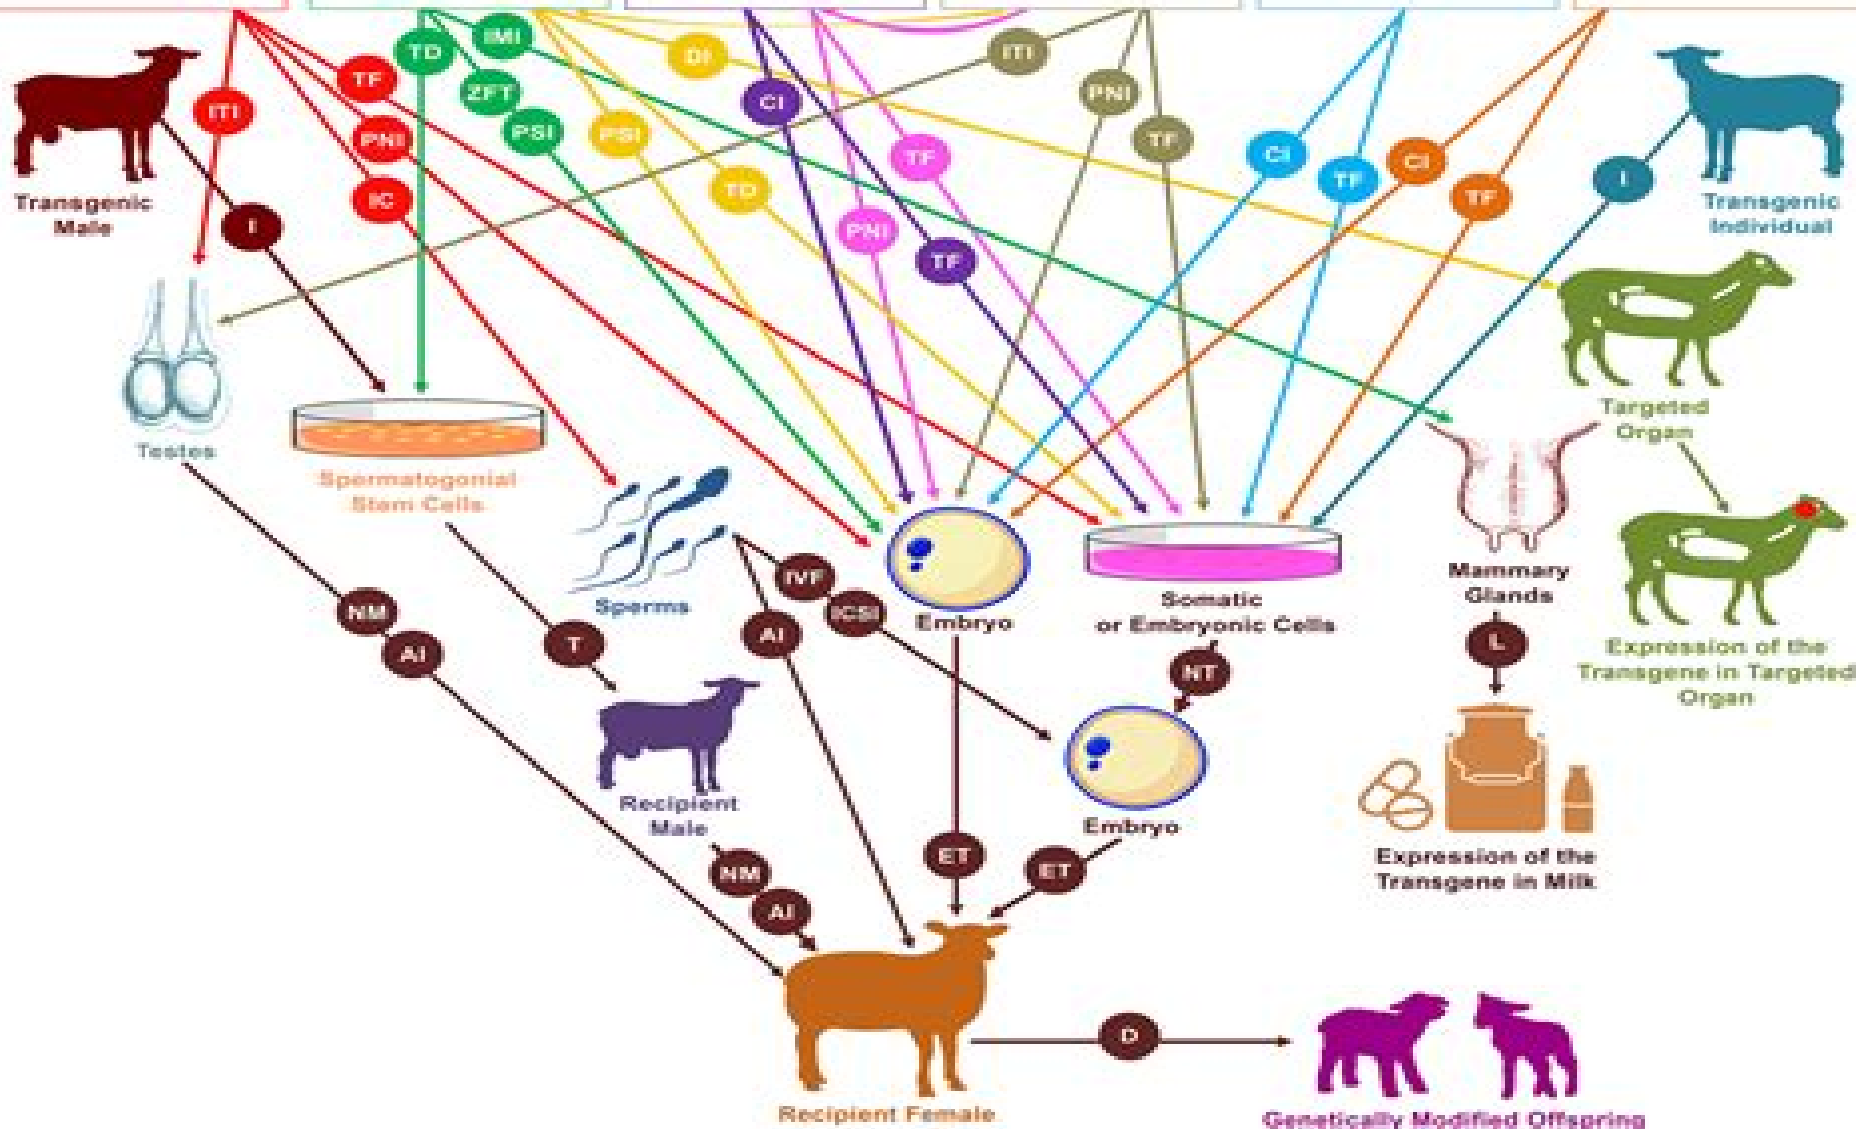 IMI
TD
ITI
DI
TF
ITI
ZFT
PNI
CI
PSI
PSI
PNI
TF
TF
CI
CI
TF
I
TF
TD
IC
Transgenic
Male
Transgenic
Individual
I
PNI
TF
Targeted
Organ
Testes
Spermatogonial
Stem Cells
Mammary
Glands
IVF
Sperms
ICSI
Embryo
Somatic
or Embryonic Cells
NM
AI
T
AI
L
Expression of the
Transgene in Targeted
Organ
NT
Recipient
Male
Embryo
ET
ET
Expression of the
Transgene in Milk
NM
AI
D
Recipient Female
Genetically Modified Offspring